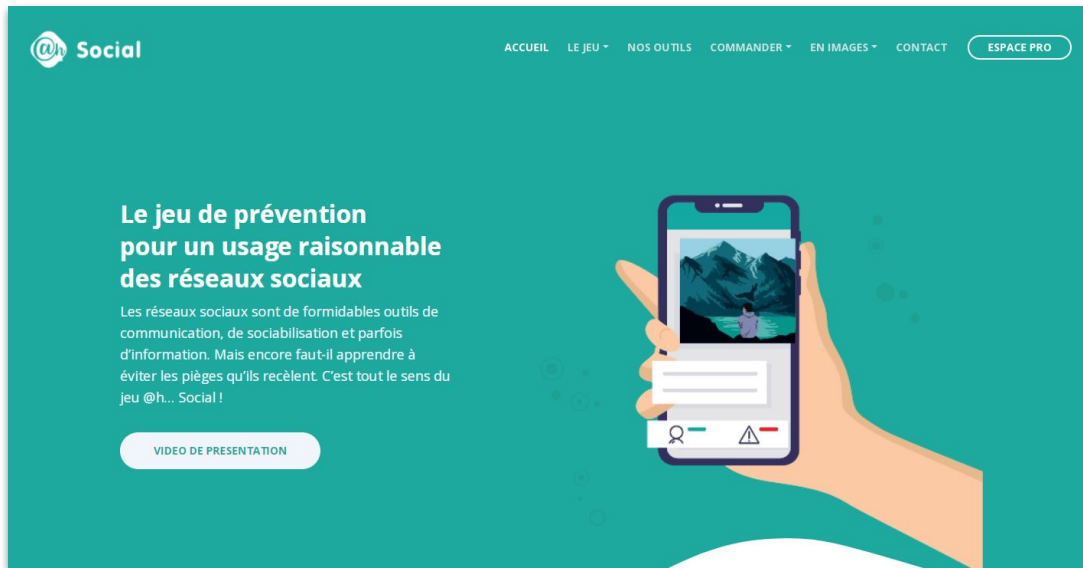 @h Social
ACCUEIL LE JEU NOS OUTILS COMMANDER EN IMAGES CONTACT ESPACE PRO
Le jeu de prévention
pour un usage raisonnable
des réseaux sociaux
Les réseaux sociaux sont de formidables outils de
communication, de sociabilisation et parfois
d'information. Mais encore faut-il apprendre à
éviter les pièges qu'ils recèlent. C'est tout le sens du
jeu @h... Social !
VIDEO DE PRESENTATION